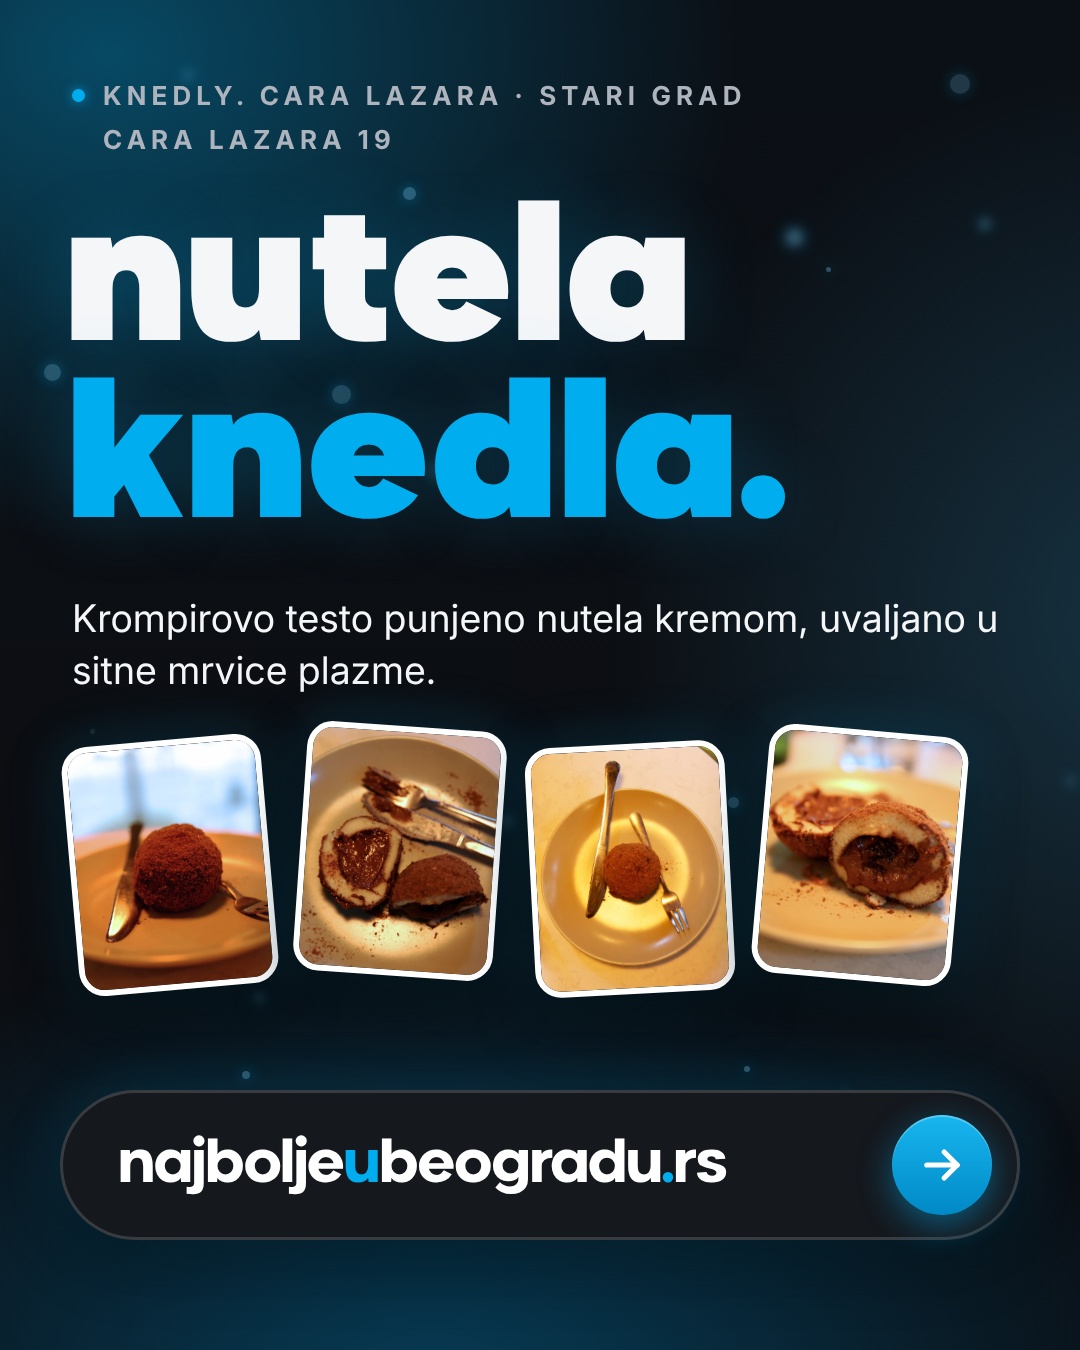 KNEDLY. CARA LAZARA · STARI GRAD
CARA LAZARA 19
nutela
knedla.
Krompirovo testo punjeno nutela kremom, uvaljano u
sitne mrvice plazme.
najboljeubeogradu.rs